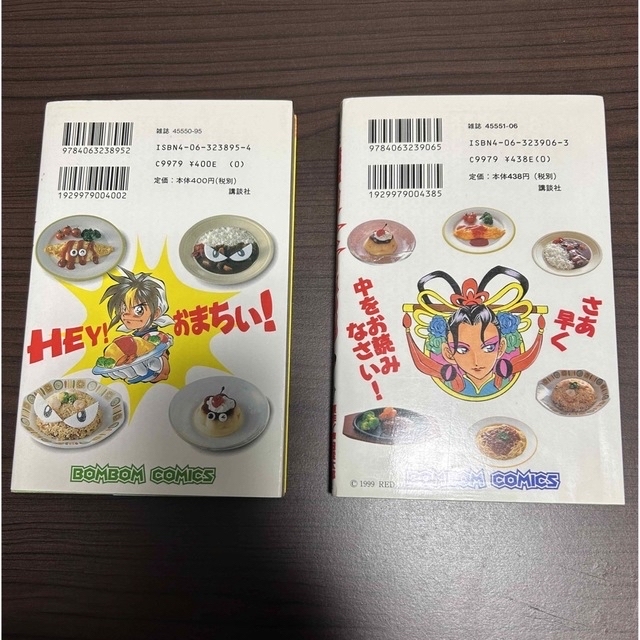 雑誌 45550-95
ISBN4-06-323895-4
C9979 ¥400E (0)
定価:本体400円(税別)
講談社
9784063238952
1929979004002
HEY!
おまちぃ!
BOMBOM COMICS
雑誌 45551-06
ISBN4-06-323906-3
C9979 ¥438E(0)
定価:本体438円(税別)
講談社
9784063239065
1929979004385
さあ
早く
中をお読み
なさい!
BOMBOM COMICS
© 1999 RED